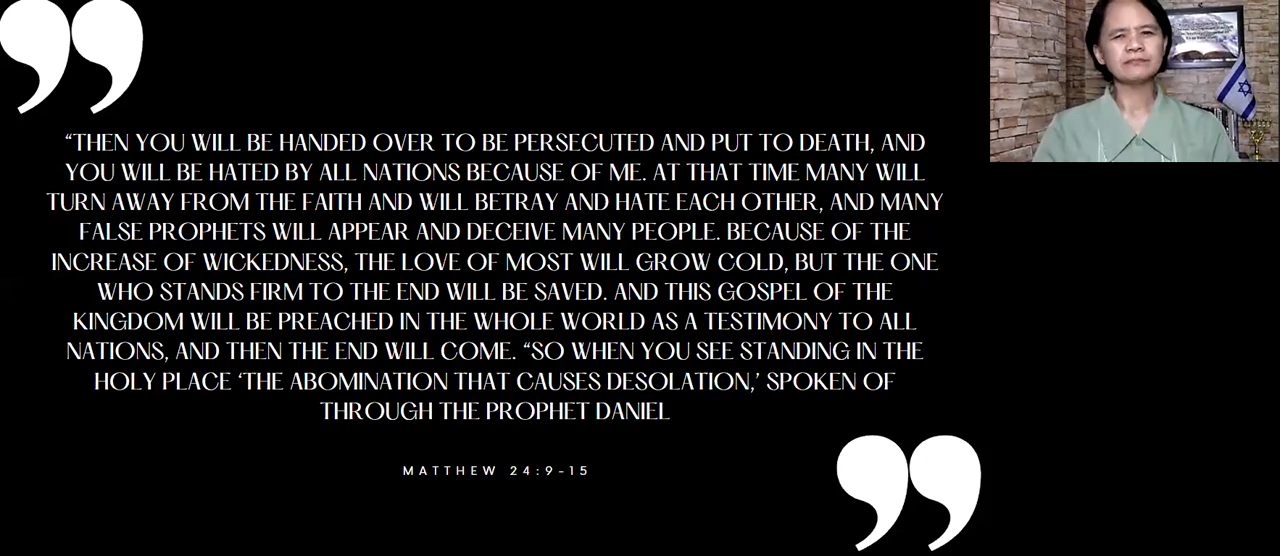 “THEN YOU WILL BE HANDED OVER TO BE PERSECUTED AND PUT TO DEATH, AND
YOU WILL BE HATED BY ALL NATIONS BECAUSE OF ME. AT THAT TIME MANY WILL
TURN AWAY FROM THE FAITH AND WILL BETRAY AND HATE EACH OTHER, AND MANY
FALSE PROPHETS WILL APPEAR AND DECEIVE MANY PEOPLE. BECAUSE OF THE
INCREASE OF WICKEDNESS, THE LOVE OF MOST WILL GROW COLD, BUT THE ONE
WHO STANDS FIRM TO THE END WILL BE SAVED. AND THIS GOSPEL OF THE
KINGDOM WILL BE PREACHED IN THE WHOLE WORLD AS A TESTIMONY TO ALL
NATIONS, AND THEN THE END WILL COME. “SO WHEN YOU SEE STANDING IN THE
HOLY PLACE ‘THE ABOMINATION THAT CAUSES DESOLATION,’ SPOKEN OF
THROUGH THE PROPHET DANIEL
MATTHEW 24:9-15